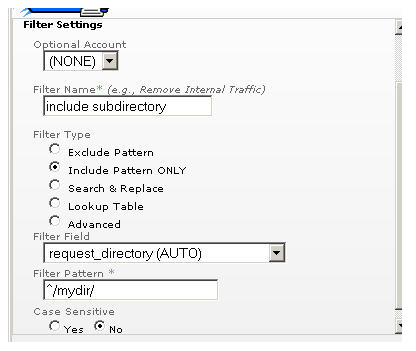 Filter Settings
Optional Account
(NONE)
Filter Name* (e.g., Remove Internal Traffic)
include subdirectory
Filter Type
Exclude Pattern
Include Pattern ONLY
Search & Replace
Lookup Table
Advanced
Filter Field
request_directory (AUTO)
Filter Pattern *
^/mydir/
Case Sensitive
Yes No